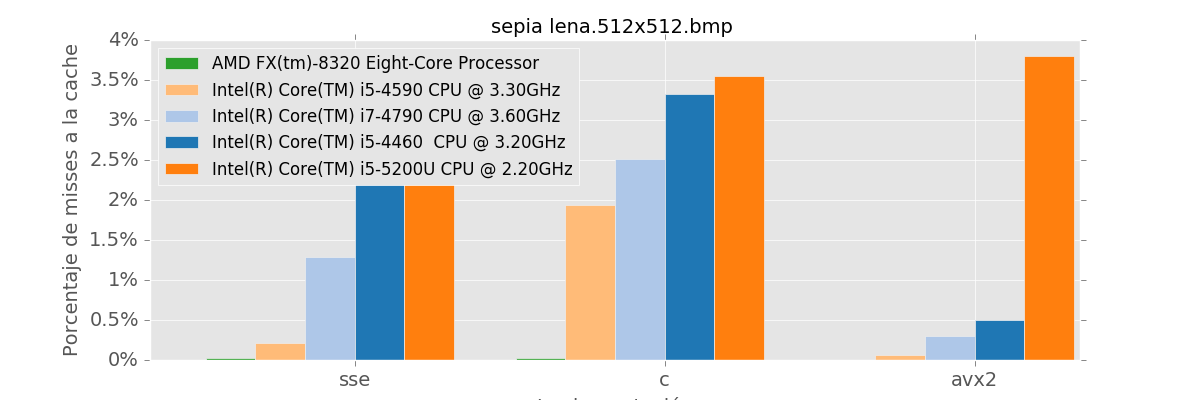 sepia lena.512x512.bmp
4%
3.5%
3%
2.5%
2%
1.5%
1%
0.5%
0%
Porcentaje de misses a la cache
AMD FX(tm)-8320 Eight-Core Processor
Intel(R) Core(TM) i5-4590 CPU @ 3.30GHz
Intel(R) Core(TM) i7-4790 CPU @ 3.60GHz
Intel(R) Core(TM) i5-4460  CPU @ 3.20GHz
Intel(R) Core(TM) i5-5200U CPU @ 2.20GHz
sse
c
avx2